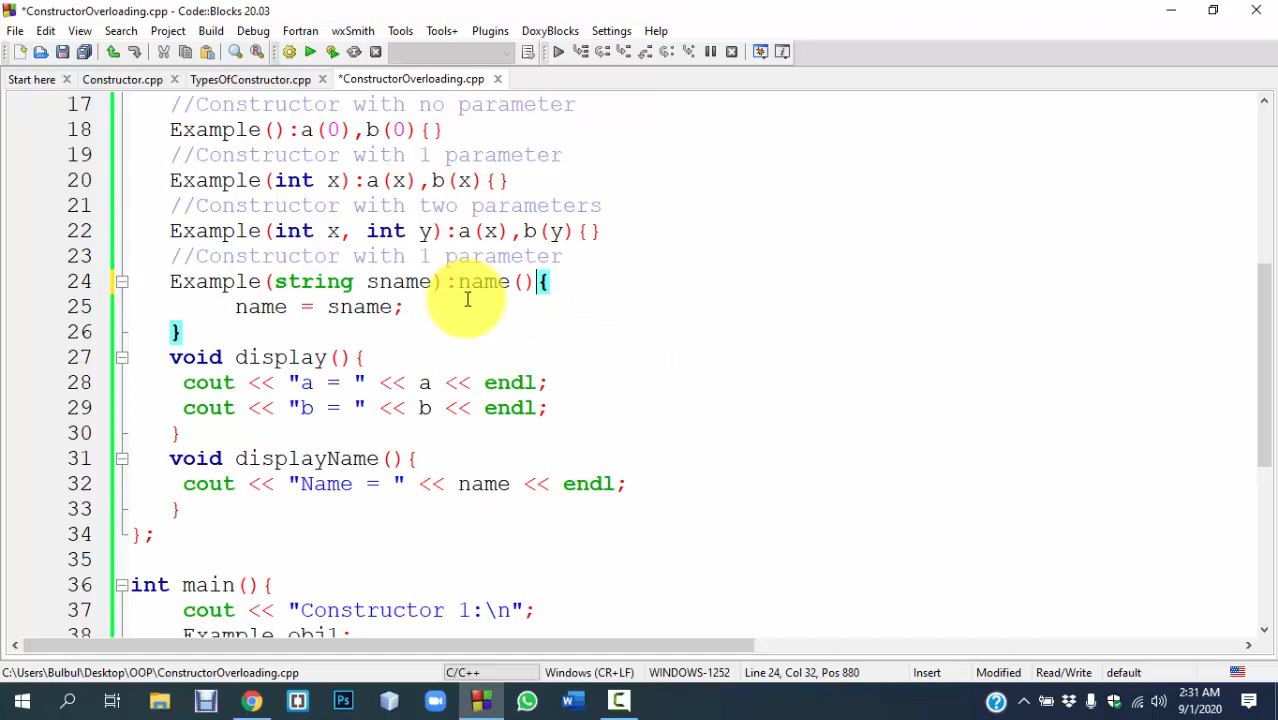 *ConstructorOverloading.cpp - Code::Blocks 20.03
File Edit View Search Project Build Debug Fortran wxSmith Tools Tools+ Plugins DoxyBlocks Settings Help
Start here Constructor.cpp TypesOfConstructor.cpp *ConstructorOverloading.cpp
17 //Constructor with no parameter
18 Example():a(0),b(0){}
19 //Constructor with 1 parameter
20 Example(int x):a(x),b(x){}
21 //Constructor with two parameters
22 Example(int x, int y):a(x),b(y){}
23 //Constructor with 1 parameter
24 Example(string sname):name(){
25 name = sname;
26 }
27 void display(){
28 cout << "a = " << a << endl;
29 cout << "b = " << b << endl;
30 }
31 void displayName(){
32 cout << "Name = " << name << endl;
33 }
34 };
35
36 int main(){
37 cout << "Constructor 1:\n";
38 Example obj1;
C:\Users\Bulbul\Desktop\OOP\ConstructorOverloading.cpp C/C++ Windows (CR+LF) WINDOWS-1252 Line 24, Col 32, Pos 880 Insert Modified Read/Write default
Ps
2:31 AM
9/1/2020